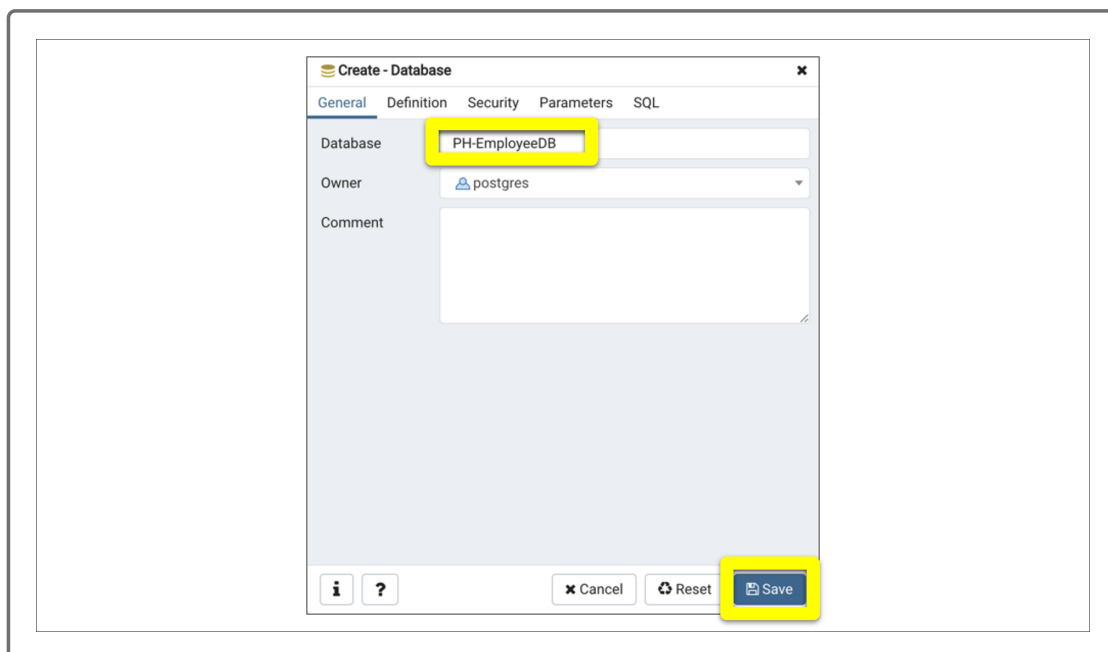 Create - Database
General Definition Security Parameters SQL
Database PH-EmployeeDB
Owner postgres
Comment
i ? Cancel Reset Save